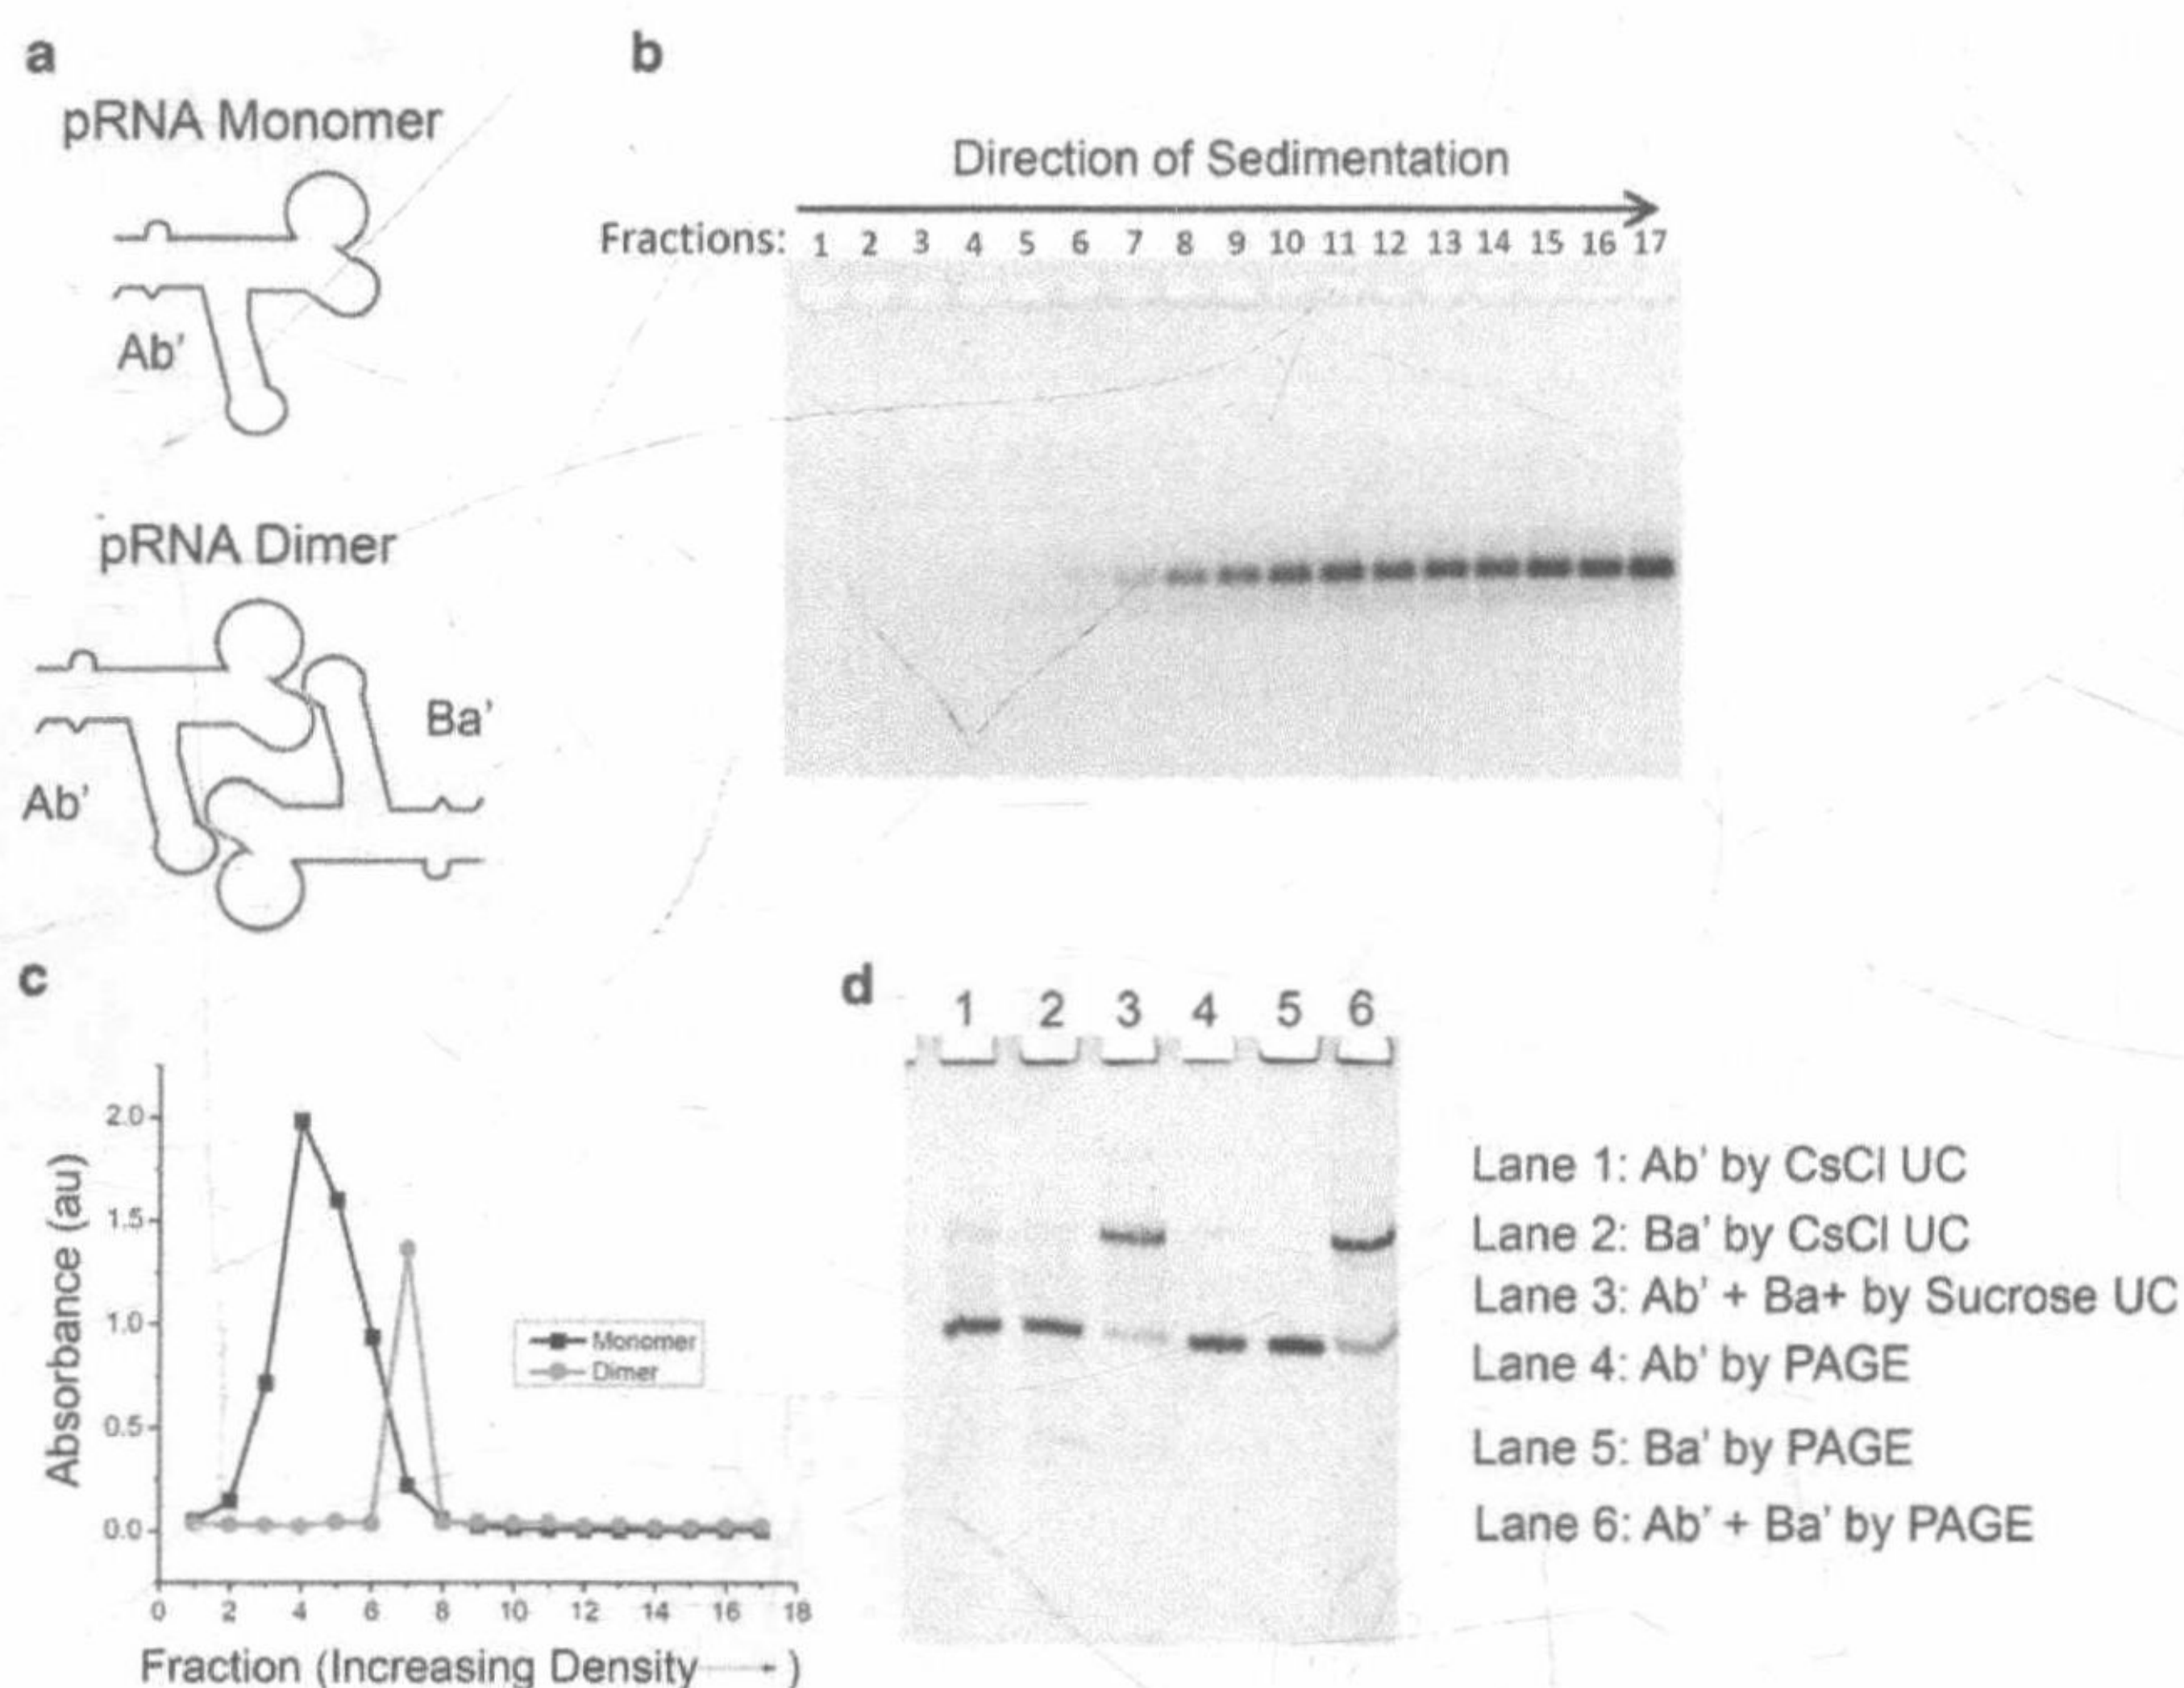 a
pRNA Monomer
Ab'
pRNA Dimer
Ba'
Ab'
b
Direction of Sedimentation
Fractions: 1 2 3 4 5 6 7 8 9 10 11 12 13 14 15 16 17
c
Absorbance (au)
2.0
1.5
1.0
0.5
0.0
Monomer
Dimer
0 2 4 6 8 10 12 14 16 18
Fraction (Increasing Density → )
d
1 2 3 4 5 6
Lane 1: Ab' by CsCl UC
Lane 2: Ba' by CsCl UC
Lane 3: Ab' + Ba+ by Sucrose UC
Lane 4: Ab' by PAGE
Lane 5: Ba' by PAGE
Lane 6: Ab' + Ba' by PAGE